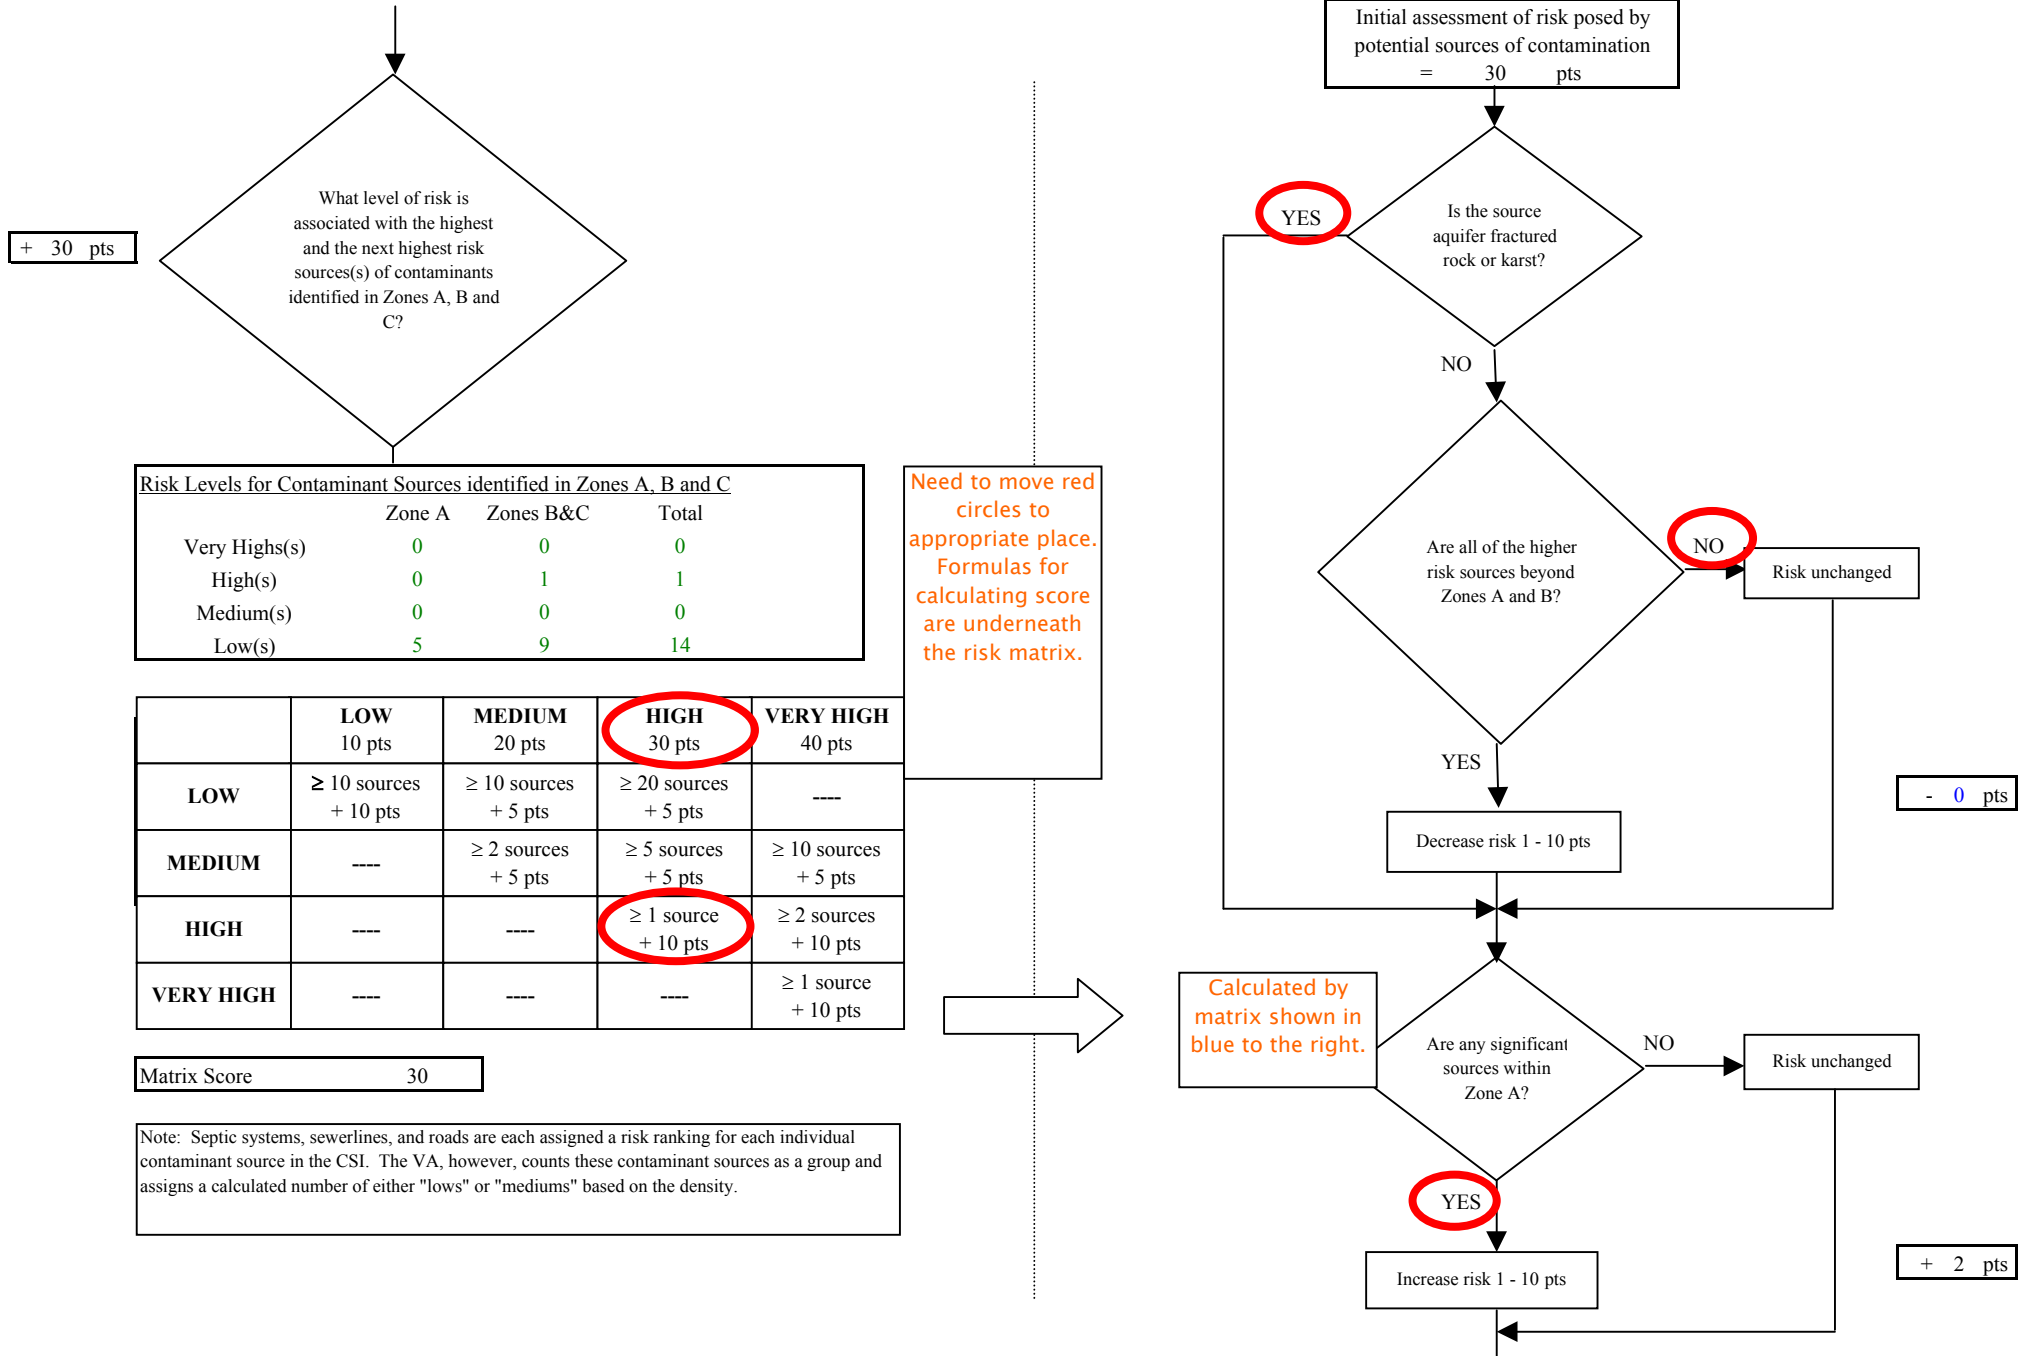 What level of risk is
associated with the highest
and the next highest risk
sources(s) of contaminants
identified in Zones A, B and
C?
+ 30 pts
Risk Levels for Contaminant Sources identified in Zones A, B and C
Zone A Zones B&C Total
Very Highs(s) 0 0 0
High(s) 0 1 1
Medium(s) 0 0 0
Low(s) 5 9 14
LOW MEDIUM HIGH VERY HIGH
10 pts 20 pts 30 pts 40 pts
LOW ≥ 10 sources ≥ 10 sources ≥ 20 sources ----
+ 10 pts + 5 pts + 5 pts
MEDIUM ---- ≥ 2 sources ≥ 5 sources ≥ 10 sources
+ 5 pts + 5 pts + 5 pts
HIGH ---- ---- ≥ 1 source ≥ 2 sources
+ 10 pts + 10 pts
VERY HIGH ---- ---- ---- ≥ 1 source
+ 10 pts
Matrix Score 30
Note: Septic systems, sewerlines, and roads are each assigned a risk ranking for each individual
contaminant source in the CSI. The VA, however, counts these contaminant sources as a group and
assigns a calculated number of either "lows" or "mediums" based on the density.
Need to move red
circles to
appropriate place.
Formulas for
calculating score
are underneath
the risk matrix.
Initial assessment of risk posed by
potential sources of contamination
= 30 pts
YES
Is the source
aquifer fractured
rock or karst?
NO
Are all of the higher
risk sources beyond
Zones A and B?
NO
Risk unchanged
YES
- 0 pts
Decrease risk 1 - 10 pts
Calculated by
matrix shown in
blue to the right.
Are any significant
sources within
Zone A?
NO
Risk unchanged
YES
+ 2 pts
Increase risk 1 - 10 pts